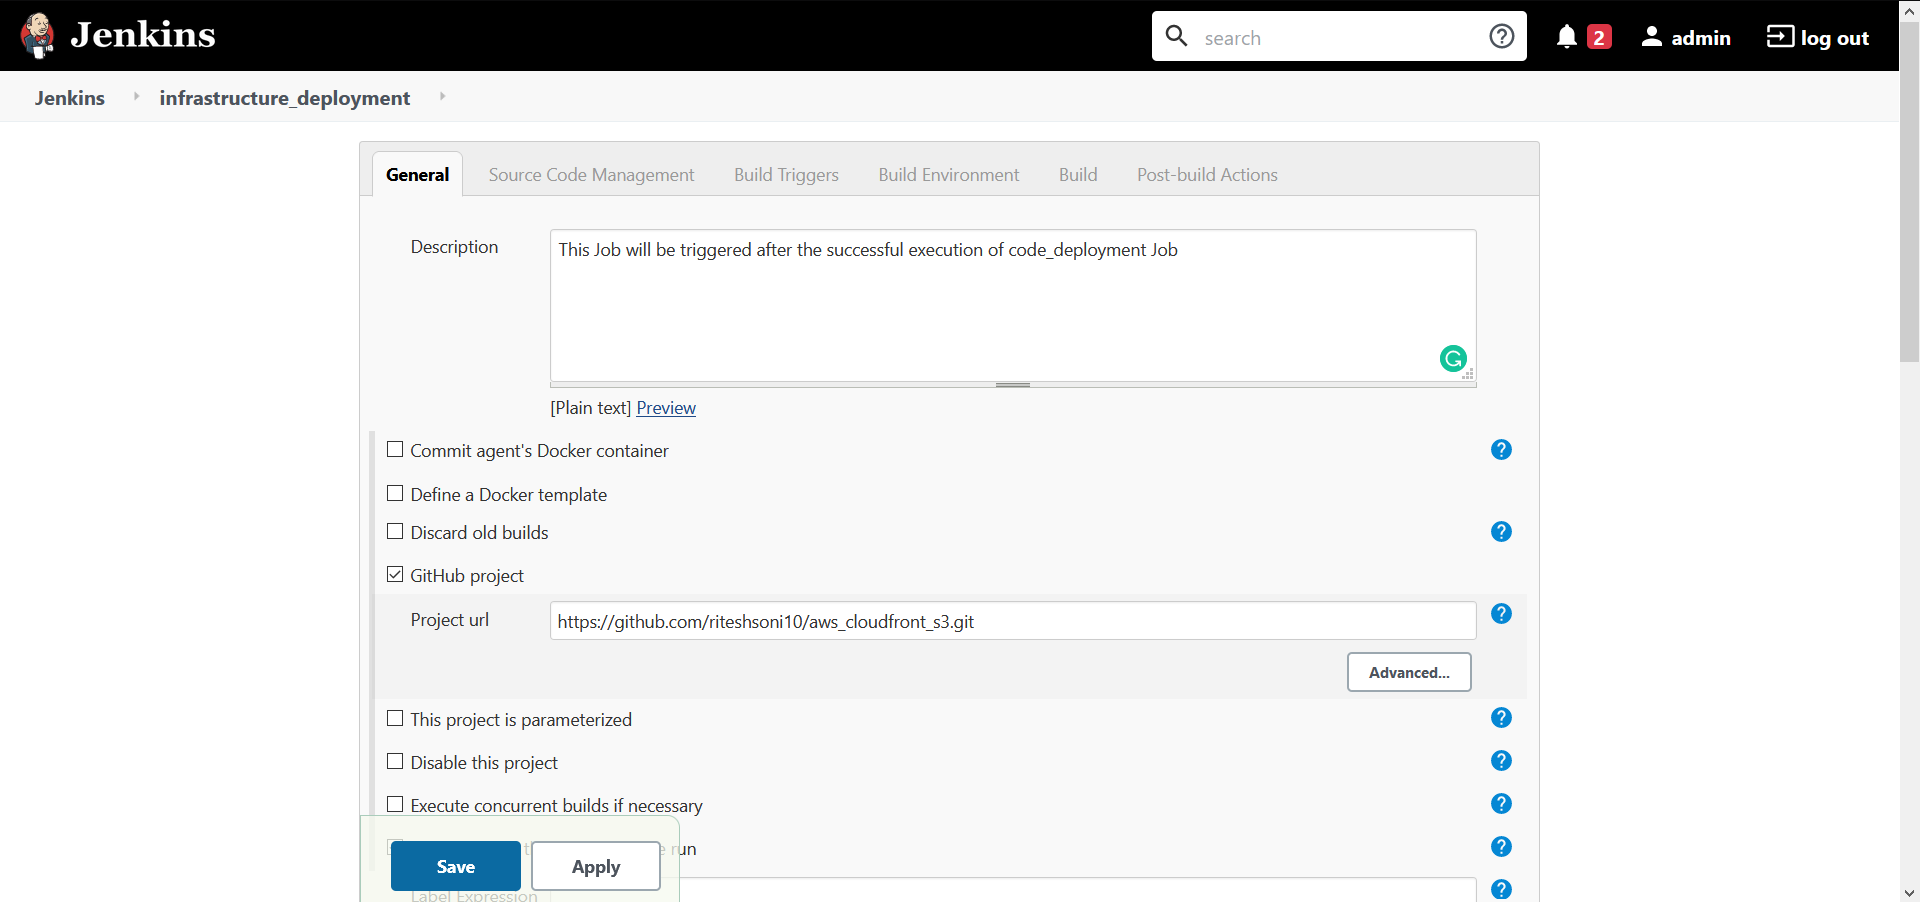 Jenkins
search
2
admin
log out
Jenkins
infrastructure_deployment
General
Source Code Management
Build Triggers
Build Environment
Build
Post-build Actions
Description
This Job will be triggered after the successful execution of code_deployment Job
[Plain text] Preview
Commit agent's Docker container
Define a Docker template
Discard old builds
GitHub project
Project url
https://github.com/riteshsoni10/aws_cloudfront_s3.git
Advanced...
This project is parameterized
Disable this project
Execute concurrent builds if necessary
run
Save
Apply
Label Expression